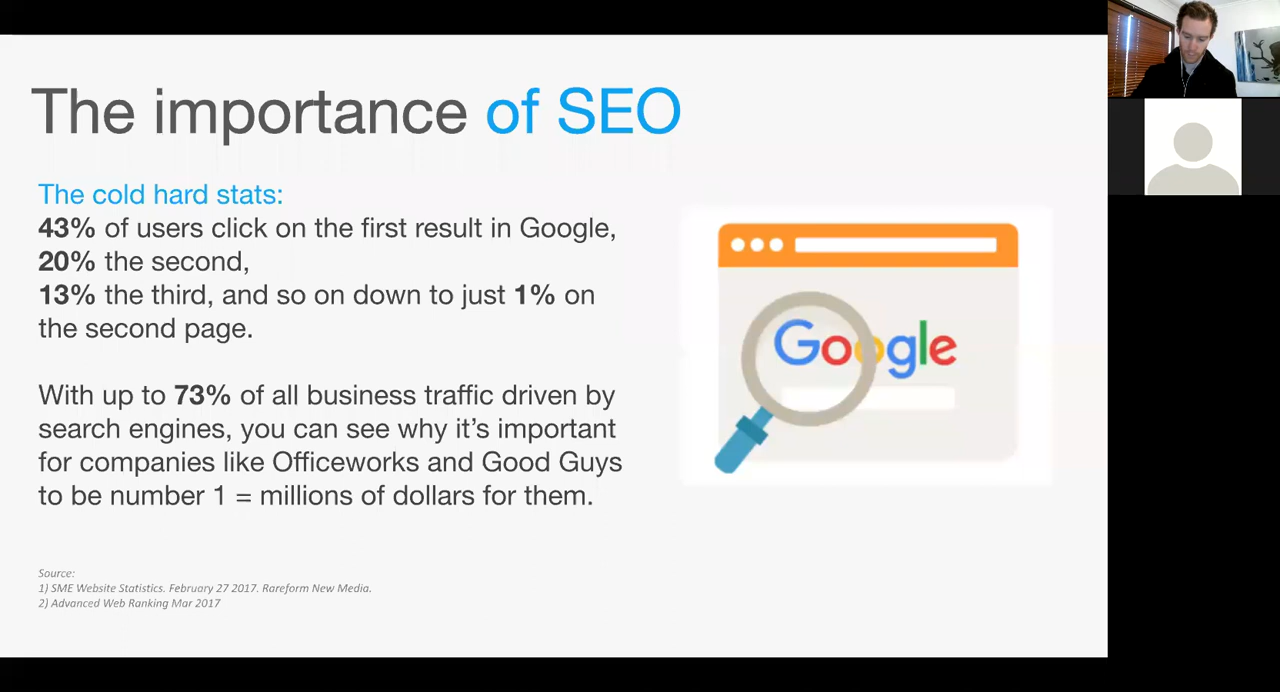 The importance of SEO
The cold hard stats:
43% of users click on the first result in Google,
20% the second,
13% the third, and so on down to just 1% on
the second page.
With up to 73% of all business traffic driven by
search engines, you can see why it’s important
for companies like Officeworks and Good Guys
to be number 1 = millions of dollars for them.
Google
Source:
1) SME Website Statistics. February 27 2017. Rareform New Media.
2) Advanced Web Ranking Mar 2017